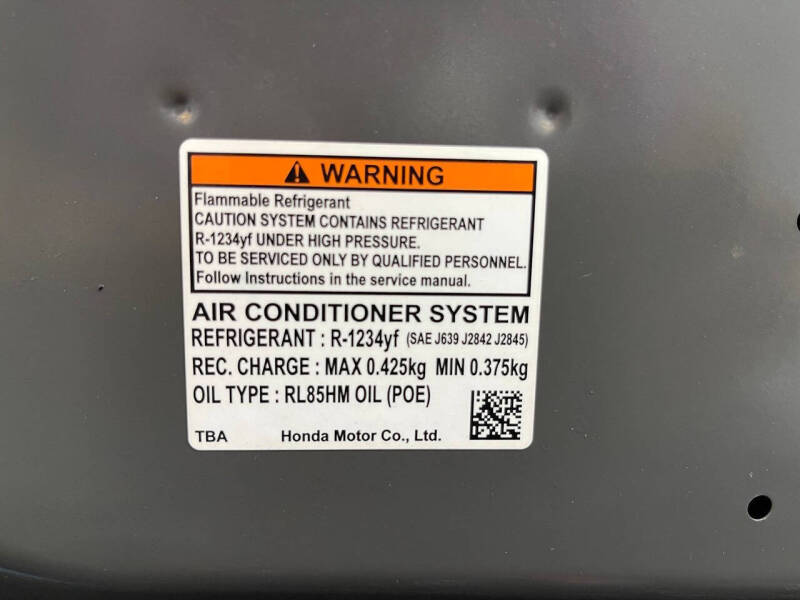 WARNING
Flammable Refrigerant
CAUTION SYSTEM CONTAINS REFRIGERANT
R-1234yf UNDER HIGH PRESSURE.
TO BE SERVICED ONLY BY QUALIFIED PERSONNEL.
Follow Instructions in the service manual.
AIR CONDITIONER SYSTEM
REFRIGERANT : R-1234yf (SAE J639 J2842 J2845)
REC. CHARGE : MAX 0.425kg MIN 0.375kg
OIL TYPE : RL85HM OIL (POE)
TBA Honda Motor Co., Ltd.